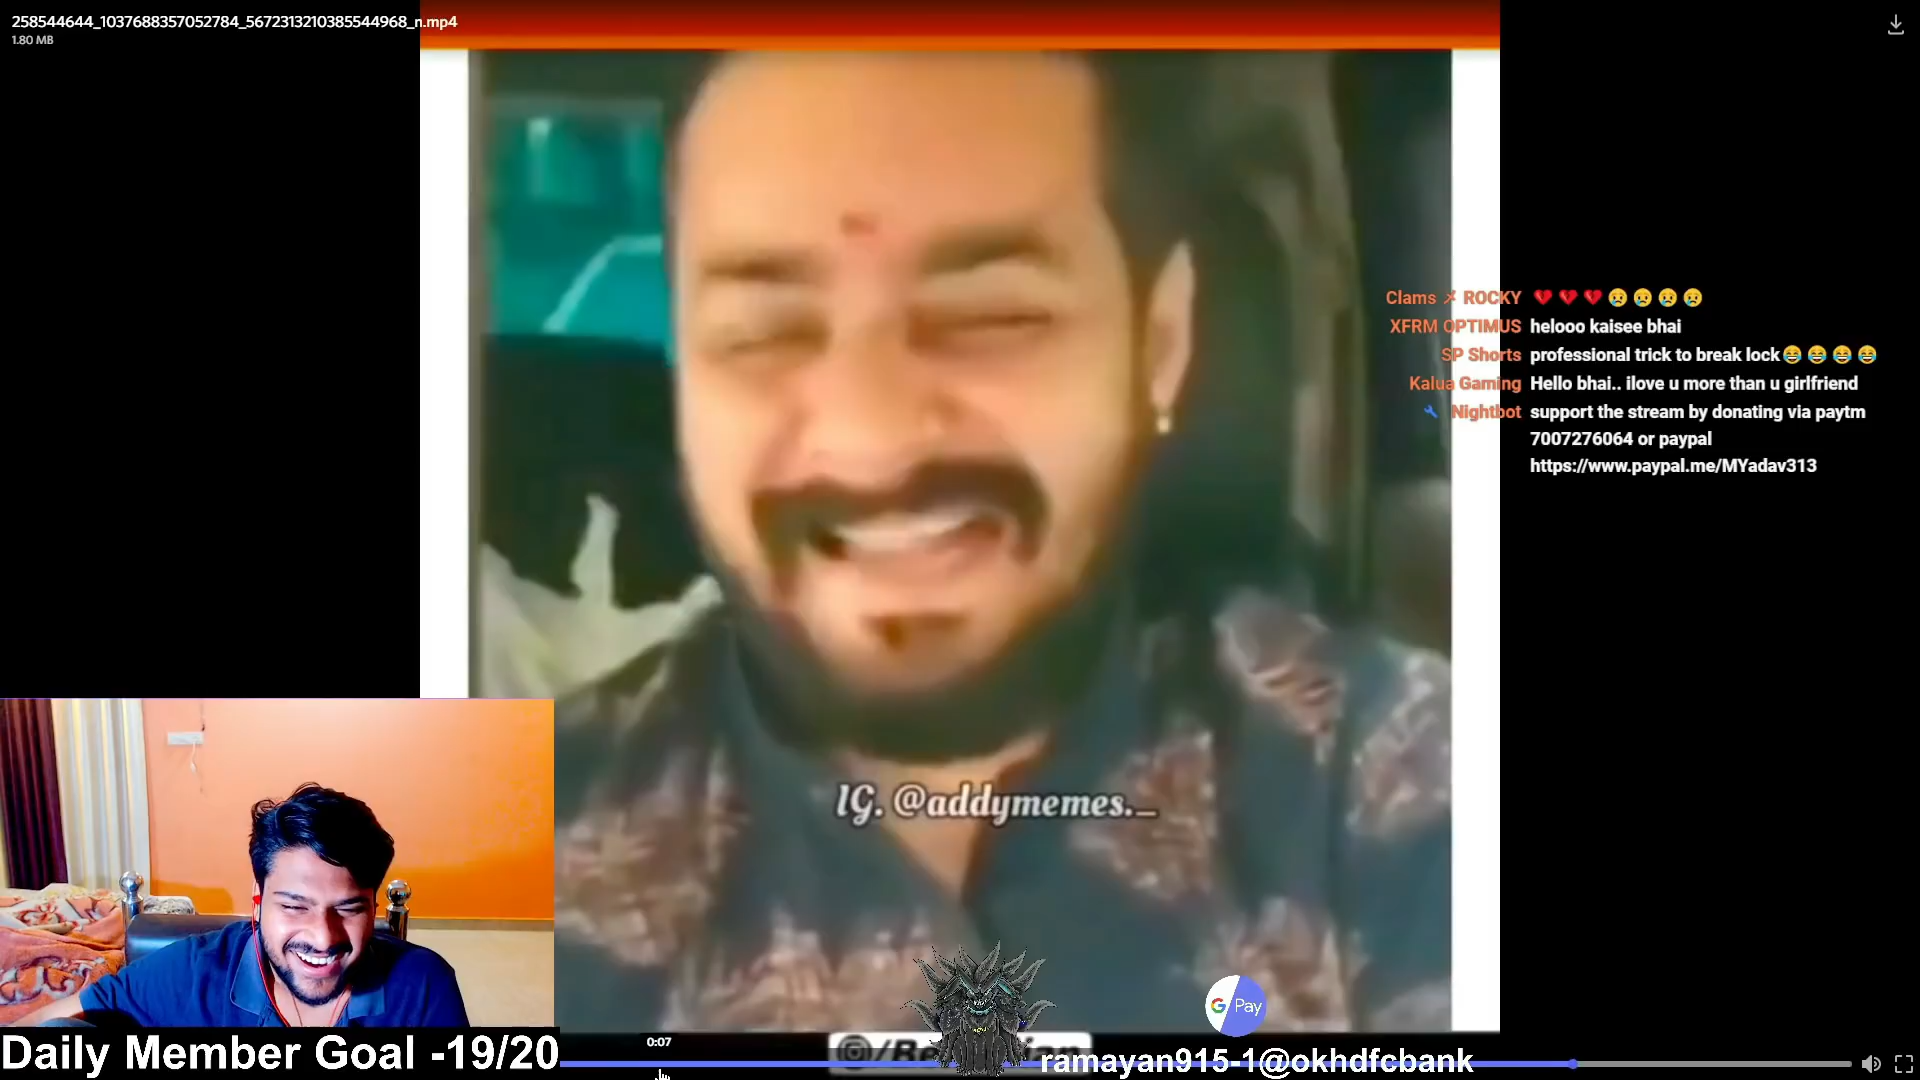 258544644_1037688357052784_5672313210385544968_n.mp4
1.80 MB
Clams ROCKY 💔 💔 💔 😢 😢 😢 😢
XFRM OPTIMUS helooo kaisee bhai
SP Shorts professional trick to break lock😂 😂 😂 😂
Kalua Gaming Hello bhai.. ilove u more than u girlfriend
Nightbot support the stream by donating via paytm
7007276064 or paypal
https://www.paypal.me/MYadav313
IG. @addymemes._
G Pay
0:07
Daily Member Goal -19/20
ramayan915-1@okhdfcbank